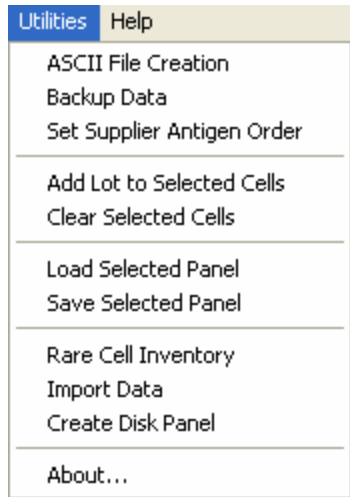 Utilities Help
ASCII File Creation
Backup Data
Set Supplier Antigen Order
Add Lot to Selected Cells
Clear Selected Cells
Load Selected Panel
Save Selected Panel
Rare Cell Inventory
Import Data
Create Disk Panel
About...